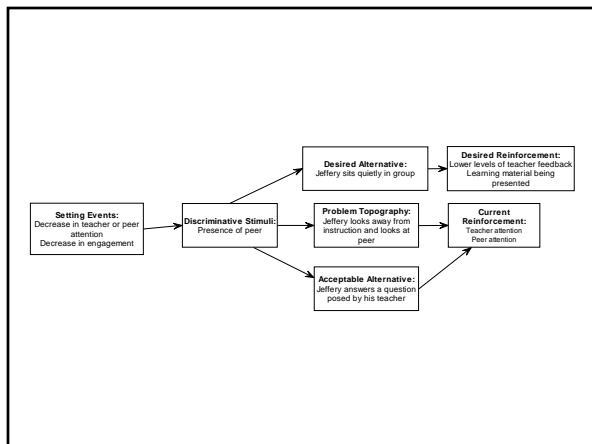 Setting Events:
Decrease in teacher or peer
attention
Decrease in engagement
Discriminative Stimuli:
Presence of peer
Desired Alternative:
Jeffery sits quietly in group
Desired Reinforcement:
Lower levels of teacher feedback
Learning material being
presented
Problem Topography:
Jeffery looks away from
instruction and looks at
peer
Current
Reinforcement:
Teacher attention
Peer attention
Acceptable Alternative:
Jeffery answers a question
posed by his teacher